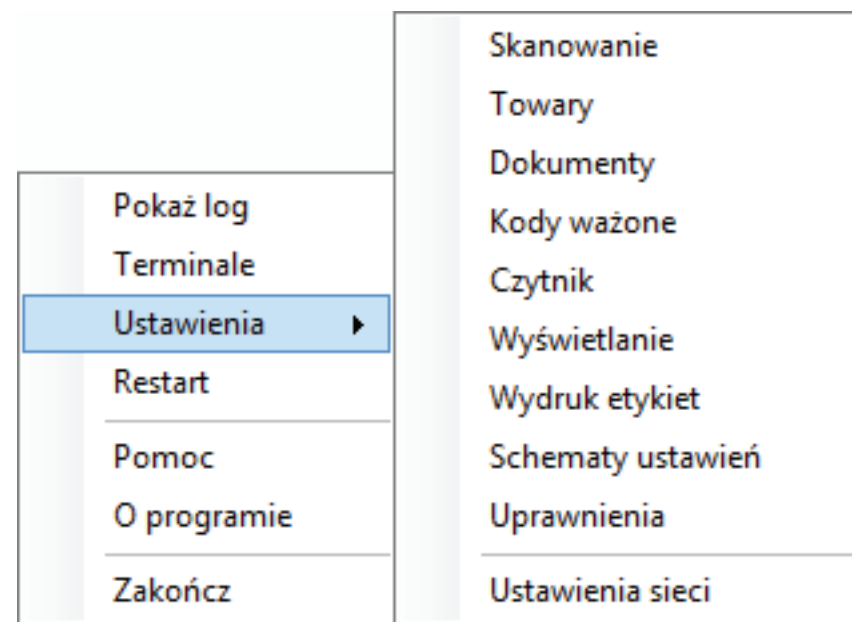 Pokaż log
Terminale
Ustawienia
Restart
Pomoc
O programie
Zakończ
Skanowanie
Towary
Dokumenty
Kody ważone
Czytnik
Wyświetlanie
Wydruk etykiet
Schematy ustawień
Uprawnienia
Ustawienia sieci